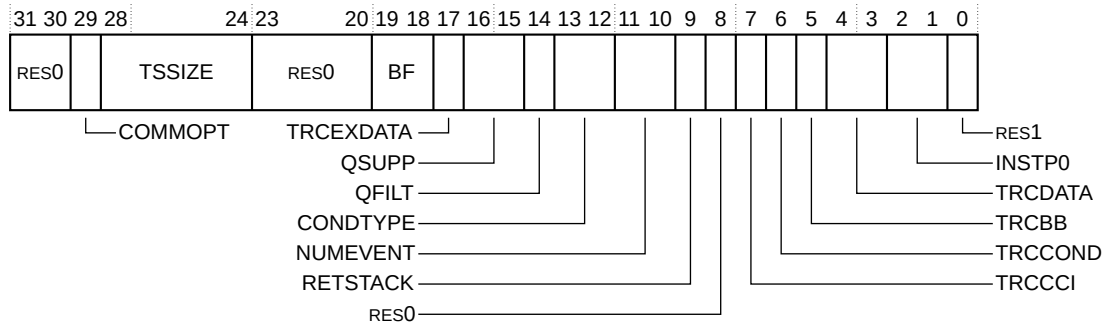 31 30 29 28 24 23 20 19 18 17 16 15 14 13 12 11 10 9 8 7 6 5 4 3 2 1 0
RES0 TSSIZE RES0 BF
COMMOPT TRCEXDATA RES1
QSUPP INSTP0
QFILT TRCDATA
CONDTYPE TRCBB
NUMEVENT TRCCOND
RETSTACK TRCCCI
RES0